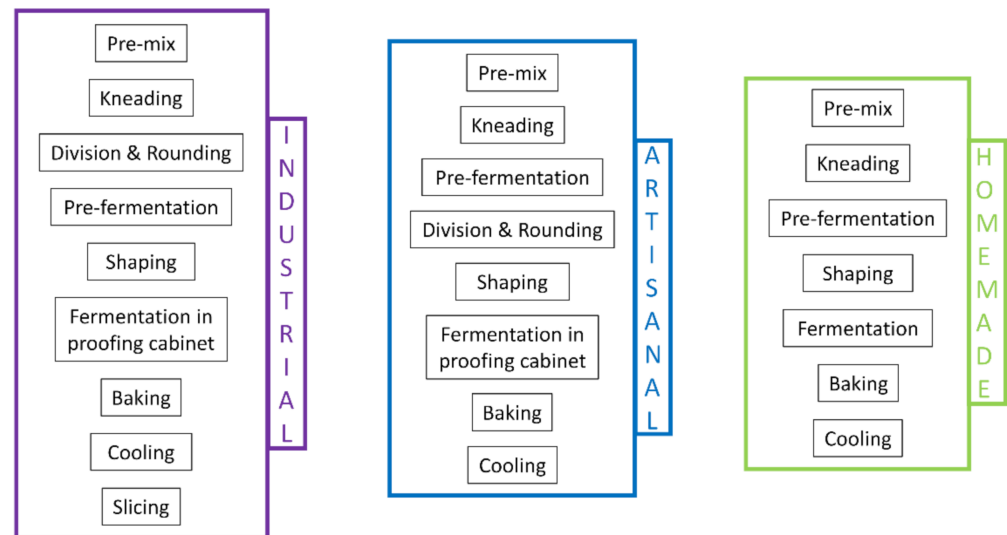 Pre-mix
Kneading
Division & Rounding
Pre-fermentation
Shaping
Fermentation in
proofing cabinet
Baking
Cooling
Slicing
INDUSTRIAL
Pre-mix
Kneading
Pre-fermentation
Division & Rounding
Shaping
Fermentation in
proofing cabinet
Baking
Cooling
ARTISANAL
Pre-mix
Kneading
Pre-fermentation
Shaping
Fermentation
Baking
Cooling
HOMEMADE